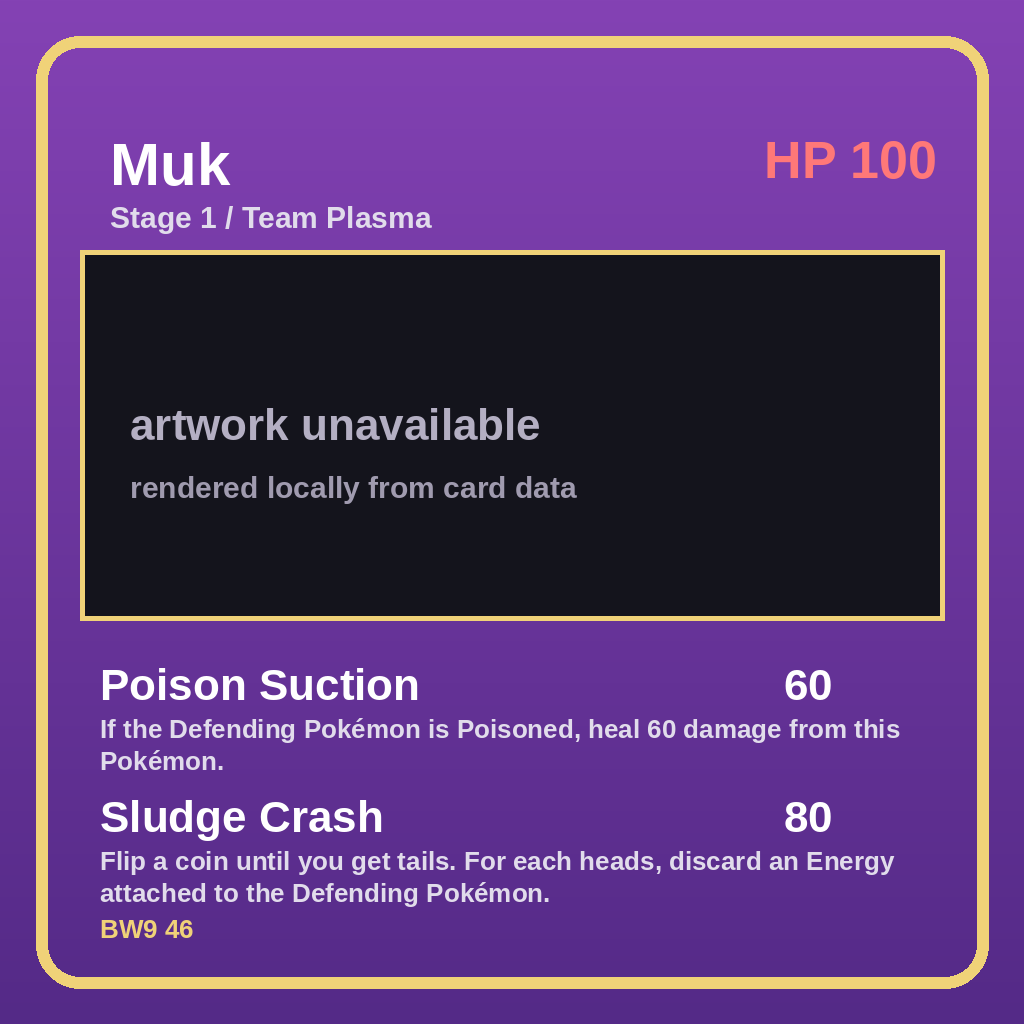 Muk
HP 100
Stage 1 / Team Plasma
artwork unavailable
rendered locally from card data
Poison Suction 60
If the Defending Pokémon is Poisoned, heal 60 damage from this
Pokémon.
Sludge Crash 80
Flip a coin until you get tails. For each heads, discard an Energy
attached to the Defending Pokémon.
BW9 46